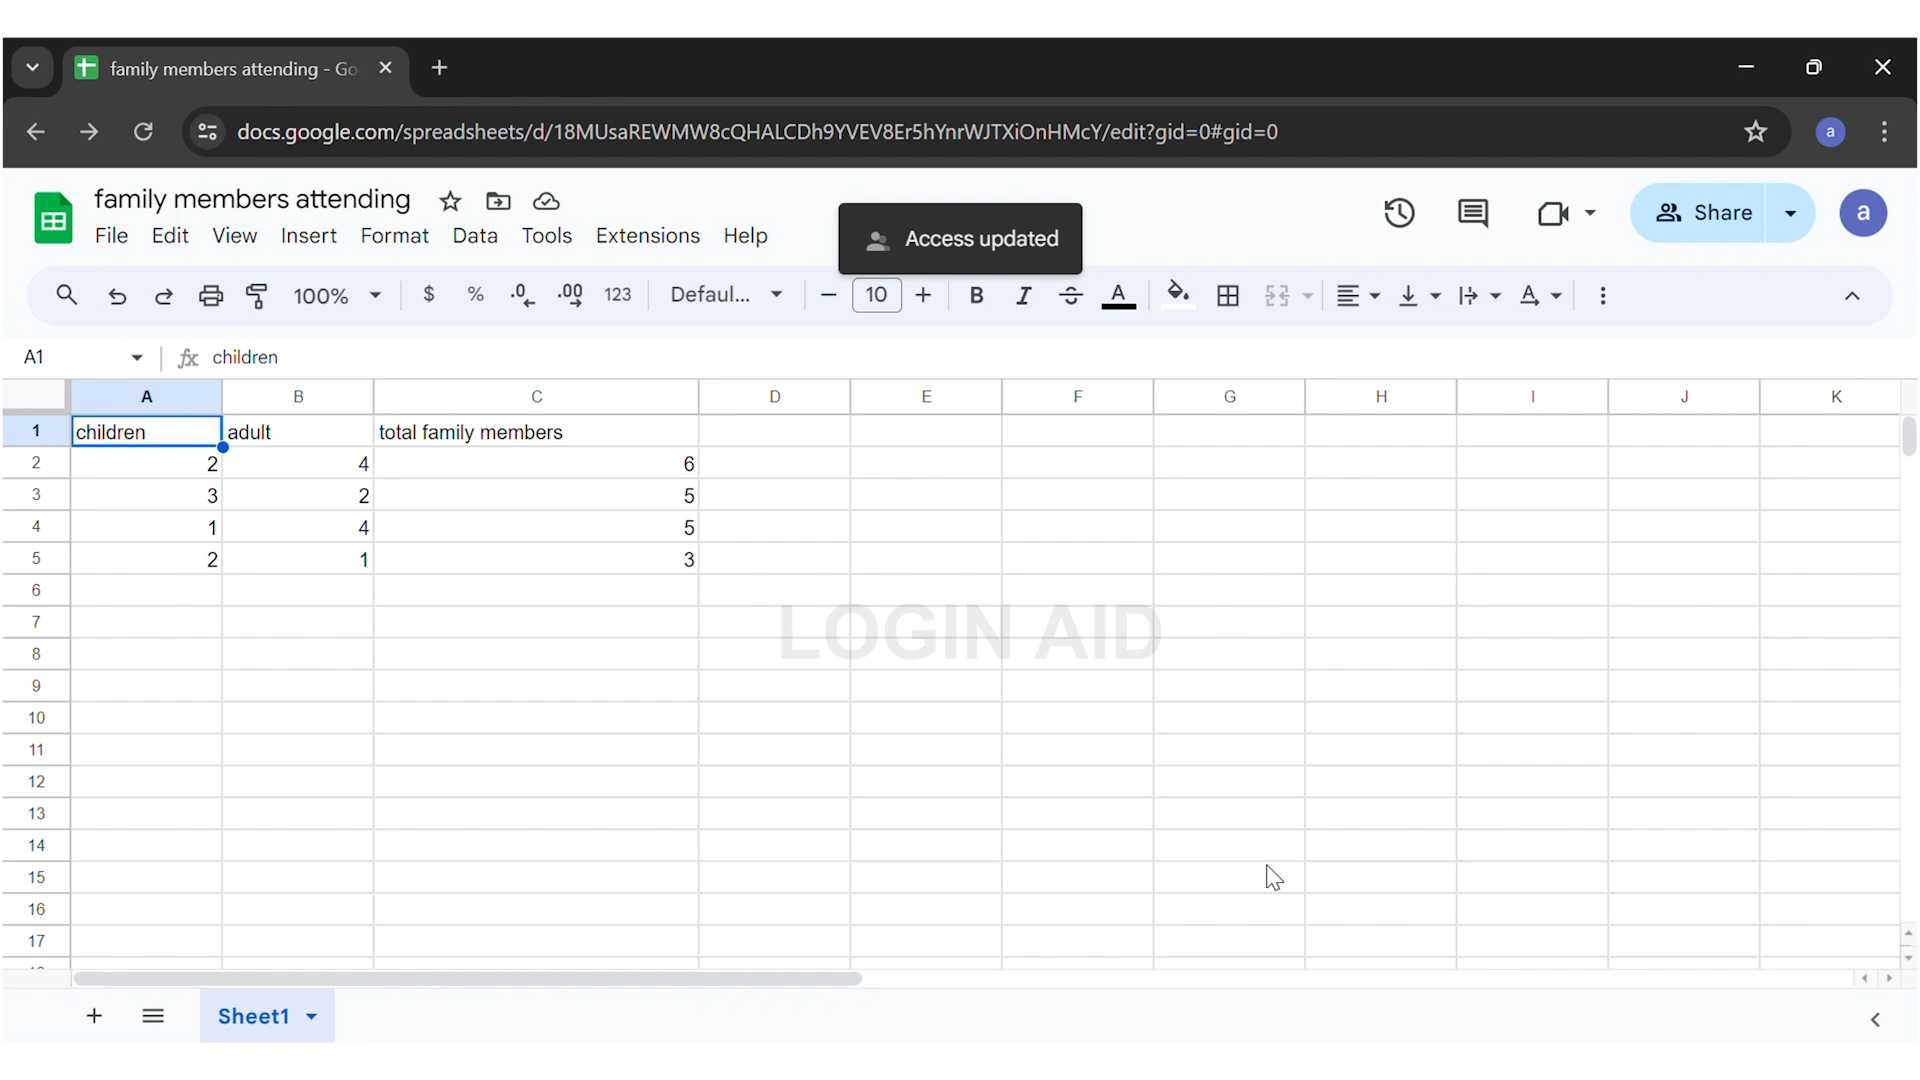 family members attending - Go
docs.google.com/spreadsheets/d/18MUsaREWMW8cQHALCDh9YVEV8Er5hYnrWJTXiOnHMcY/edit?gid=0#gid=0
a
family members attending
File Edit View Insert Format Data Tools Extensions Help
Access updated
Share
a
100% $ % .0 .00 123 Defaul... 10 B I S A A
A1 fx children
A B C D E F G H I J K
1 children adult total family members
2 2 4 6
3 3 2 5
4 1 4 5
5 2 1 3
6
7
8
LOGIN AID
9
10
11
12
13
14
15
16
17
Sheet1